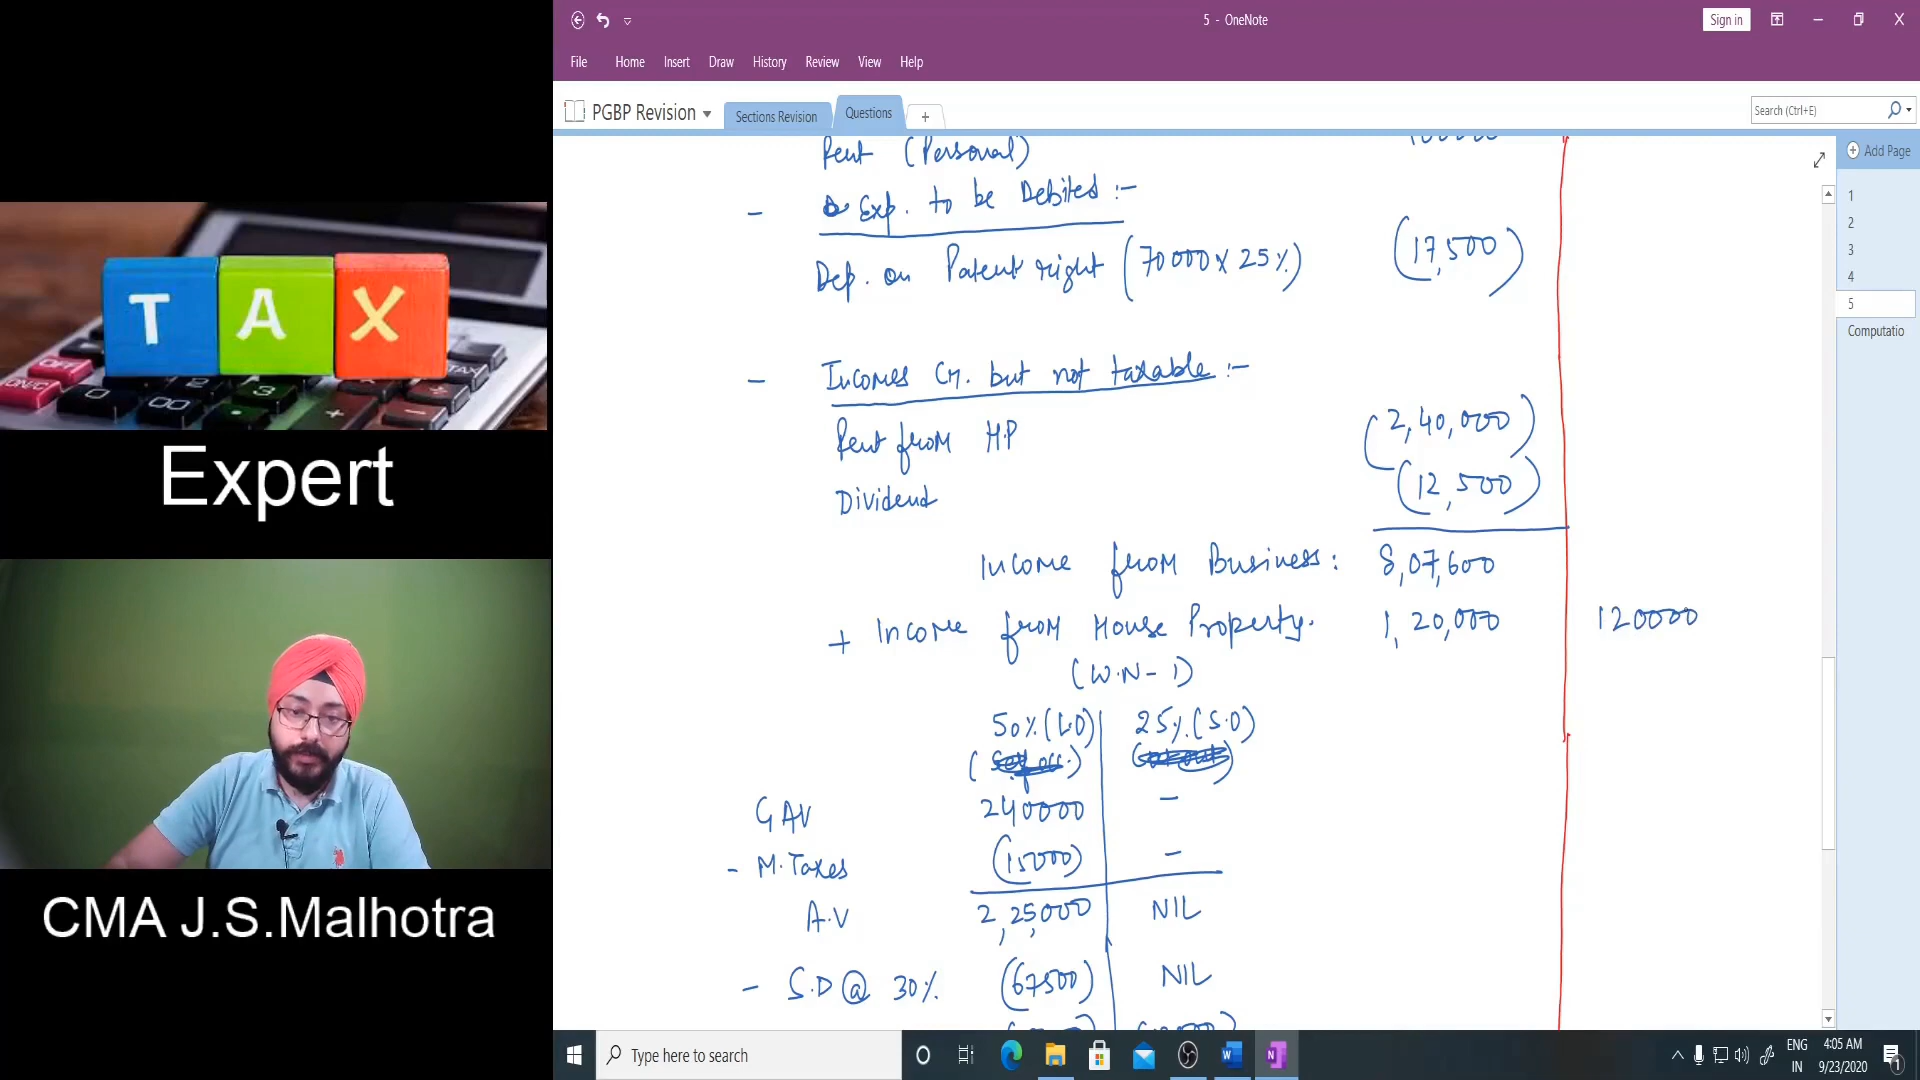 5 - OneNote
Sign in
File Home Insert Draw History Review View Help
PGBP Revision
Sections Revision
Questions
+
Search (Ctrl+E)
Add Page
1
2
3
4
5
Computatio
Rent (Personal)
- Exp. to be Debited :-
Dep. on Patent right (70000 x 25%) (17,500)
- Incomes Cr. but not taxable :-
Rent from H.P (2,40,000)
Dividend (12,500)
Income from Business: 8,07,600
+ Income from House Property. 1,20,000 120000
(W.N-1)
50% (L.O) 25% (S.O)
GAV 240000 -
- M.Taxes (15000) -
A.V 2,25,000 NIL
- S.D @ 30% (67500) NIL
TAX
Expert
CMA J.S.Malhotra
Type here to search
ENG
IN
4:05 AM
9/23/2020
1